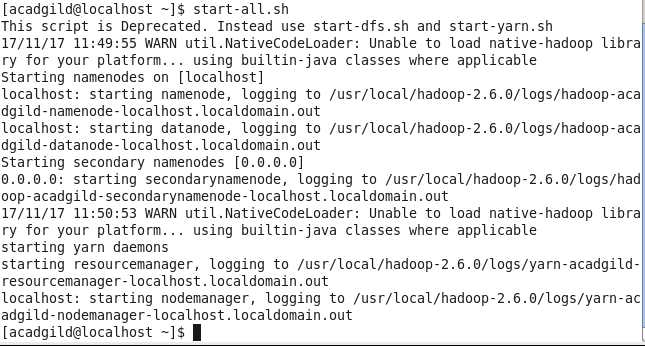 [acadgild@localhost ~]$ start-all.sh
This script is Deprecated. Instead use start-dfs.sh and start-yarn.sh
17/11/17 11:49:55 WARN util.NativeCodeLoader: Unable to load native-hadoop libra
ry for your platform... using builtin-java classes where applicable
Starting namenodes on [localhost]
localhost: starting namenode, logging to /usr/local/hadoop-2.6.0/logs/hadoop-aca
dgild-namenode-localhost.localdomain.out
localhost: starting datanode, logging to /usr/local/hadoop-2.6.0/logs/hadoop-aca
dgild-datanode-localhost.localdomain.out
Starting secondary namenodes [0.0.0.0]
0.0.0.0: starting secondarynamenode, logging to /usr/local/hadoop-2.6.0/logs/had
oop-acadgild-secondarynamenode-localhost.localdomain.out
17/11/17 11:50:53 WARN util.NativeCodeLoader: Unable to load native-hadoop libra
ry for your platform... using builtin-java classes where applicable
starting yarn daemons
starting resourcemanager, logging to /usr/local/hadoop-2.6.0/logs/yarn-acadgild-
resourcemanager-localhost.localdomain.out
localhost: starting nodemanager, logging to /usr/local/hadoop-2.6.0/logs/yarn-ac
adgild-nodemanager-localhost.localdomain.out
[acadgild@localhost ~]$